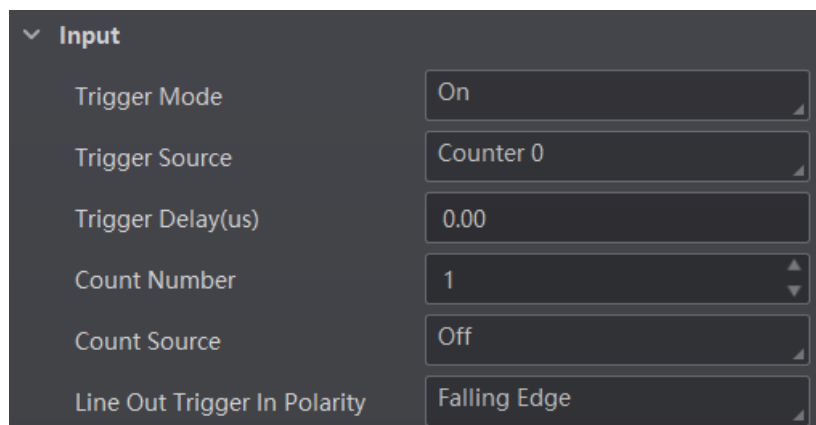 Input
Trigger Mode On
Trigger Source Counter 0
Trigger Delay(us) 0.00
Count Number 1
Count Source Off
Line Out Trigger In Polarity Falling Edge